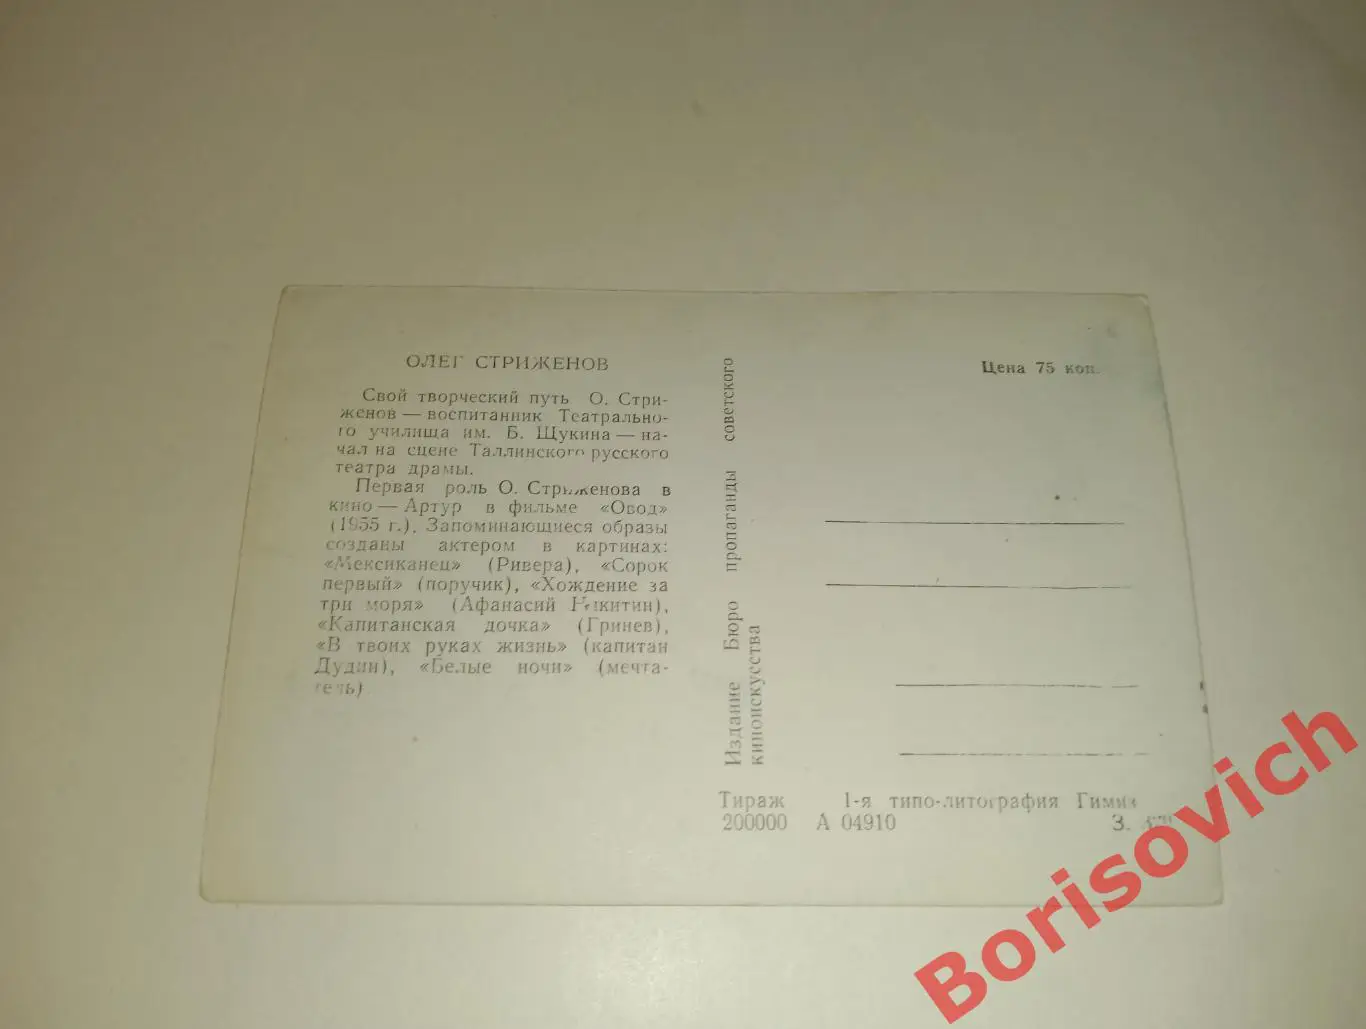 ОЛЕГ СТРИЖЕНОВ
Свой творческий путь О. Стри-
женов — воспитанник Театрально-
го училища им. Б. Щукина — на-
чал на сцене Таллинского русского
театра драмы.
Первая роль О. Стриженова в
кино — Артур в фильме «Овод»
(1955 г.). Запоминающиеся образы
созданы актером в картинах:
«Мексиканец» (Ривера), «Сорок
первый» (поручик), «Хождение за
три моря» (Афанасий Никитин),
«Капитанская дочка» (Гринев),
«В твоих руках жизнь» (капитан
Дудин), «Белые ночи» (мечта-
тель)
Издание Бюро пропаганды советского
киноискусства
Цена 75 коп.
Тираж 1-я типо-литография
200000 А 04910 З.
Borisovich